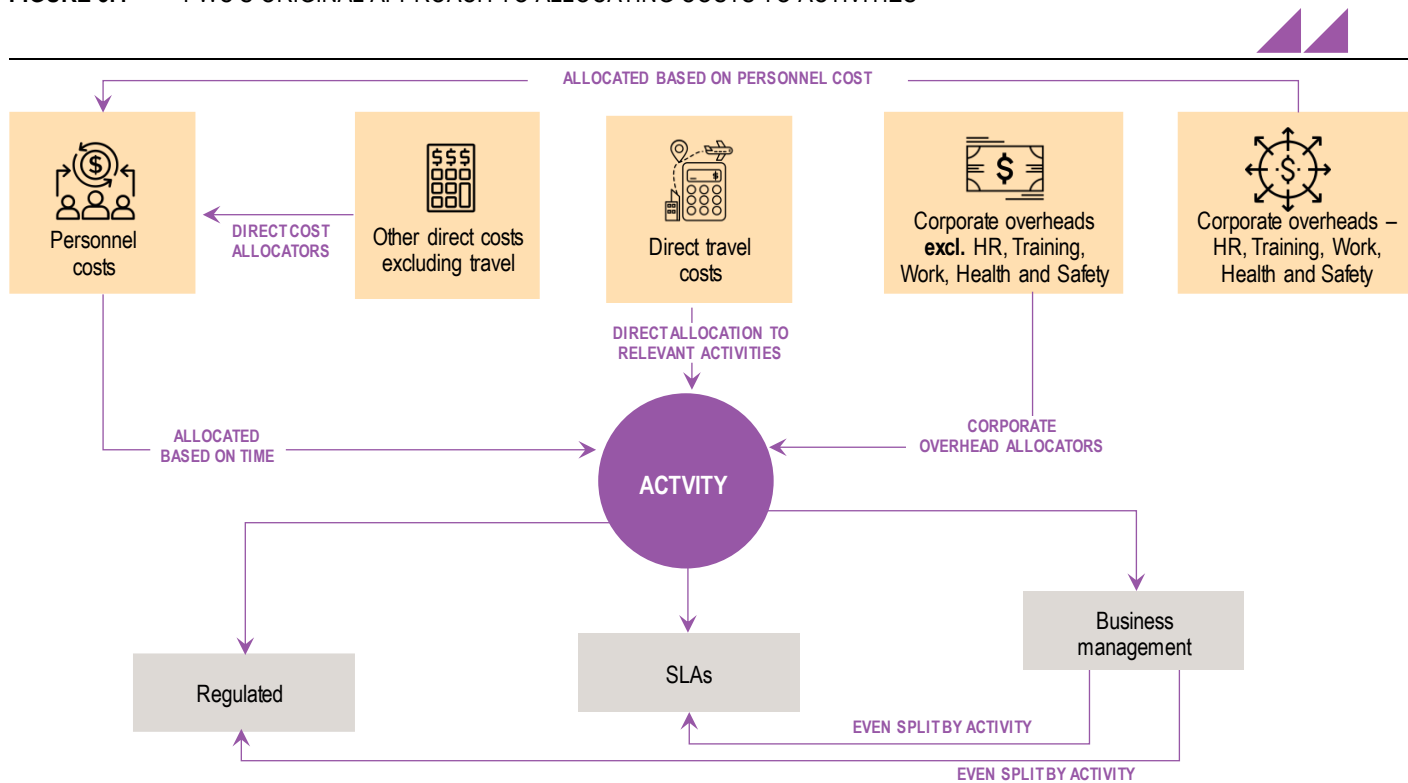 ALLOCATED BASED ON PERSONNEL COST
Personnel
costs
DIRECT COST
ALLOCATORS
$$$
Other direct costs
excluding travel
Direct travel
costs
Corporate overheads
excl. HR, Training,
Work, Health and Safety
Corporate overheads –
HR, Training, Work,
Health and Safety
DIRECT ALLOCATION TO
RELEVANT ACTIVITIES
ALLOCATED
BASED ON TIME
CORPORATE
OVERHEAD ALLOCATORS
ACTVITY
Regulated
SLAs
Business
management
EVEN SPLIT BY ACTIVITY
EVEN SPLIT BY ACTIVITY